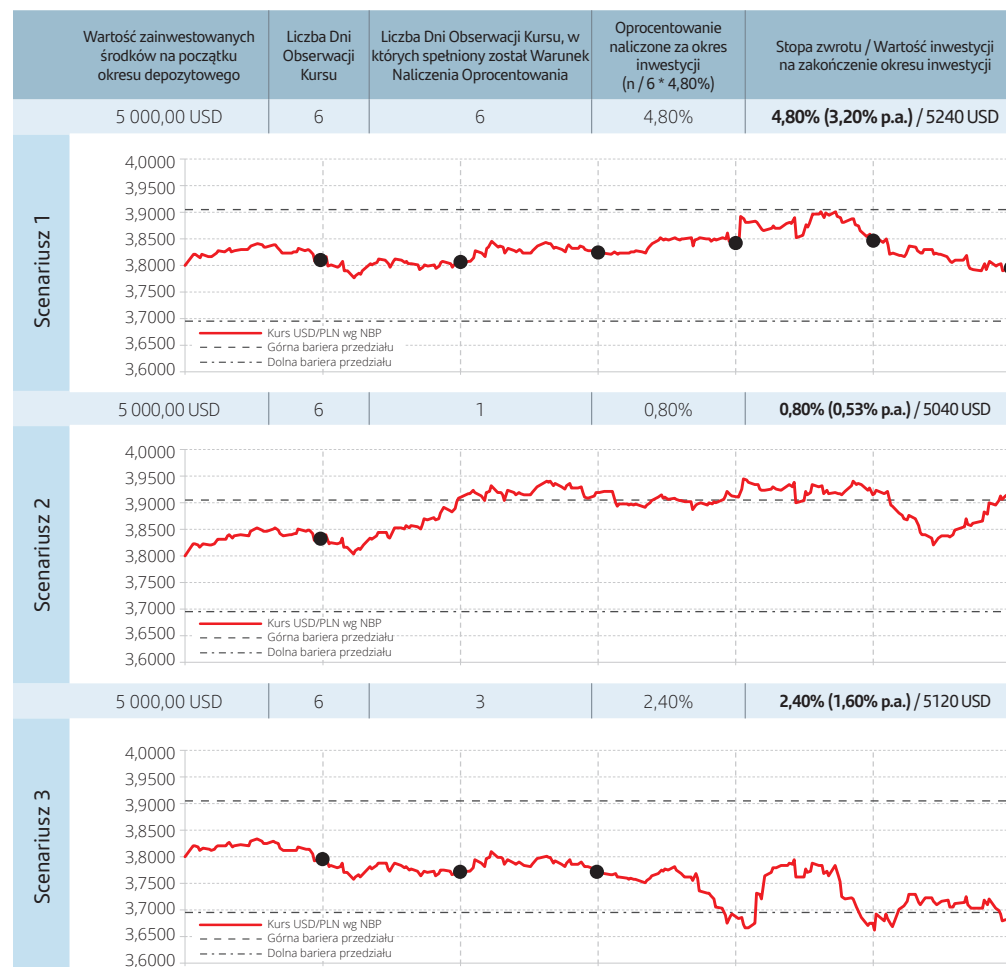 Wartość zainwestowanych
środków na początku
okresu depozytowego
Liczba Dni
Obserwacji
Kursu
Liczba Dni Obserwacji Kursu, w
których spełniony został Warunek
Naliczenia Oprocentowania
Oprocentowanie
naliczone za okres
inwestycji
(n / 6 * 4,80%)
Stopa zwrotu / Wartość inwestycji
na zakończenie okresu inwestycji
5 000,00 USD 6 6 4,80% 4,80% (3,20% p.a.) / 5240 USD
Scenariusz 1
4,0000
3,9500
3,9000
3,8500
3,8000
3,7500
3,7000
3,6500
3,6000
Kurs USD/PLN wg NBP
Górna bariera przedziału
Dolna bariera przedziału
5 000,00 USD 6 1 0,80% 0,80% (0,53% p.a.) / 5040 USD
Scenariusz 2
4,0000
3,9500
3,9000
3,8500
3,8000
3,7500
3,7000
3,6500
3,6000
Kurs USD/PLN wg NBP
Górna bariera przedziału
Dolna bariera przedziału
5 000,00 USD 6 3 2,40% 2,40% (1,60% p.a.) / 5120 USD
Scenariusz 3
4,0000
3,9500
3,9000
3,8500
3,8000
3,7500
3,7000
3,6500
3,6000
Kurs USD/PLN wg NBP
Górna bariera przedziału
Dolna bariera przedziału